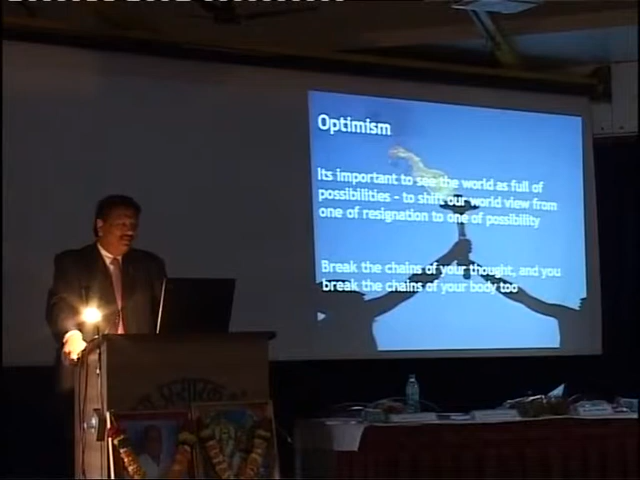 Optimism
Its important to see the world as full of
possibilities - to shift our world view from
one of resignation to one of possibility
Break the chains of your thought, and you
break the chains of your body too
प्रसारक